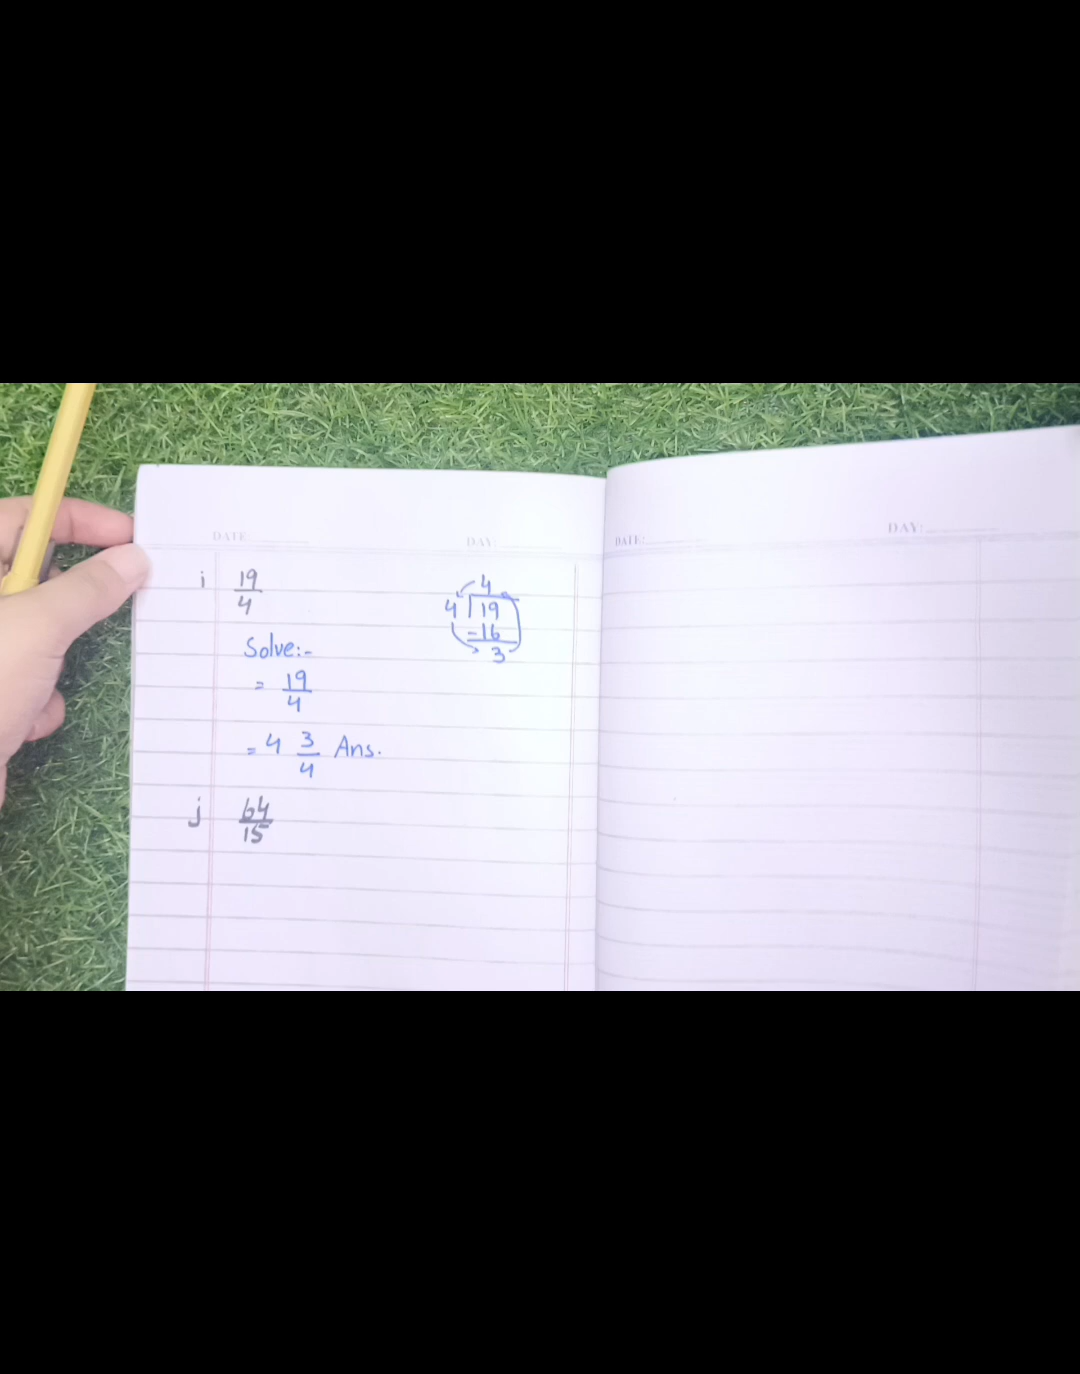 DATE
DAY:
i 19/4
4
4 19
-16
3
Solve:-
= 19/4
= 4 3/4 Ans.
j 64/15
DATE:
DAY: